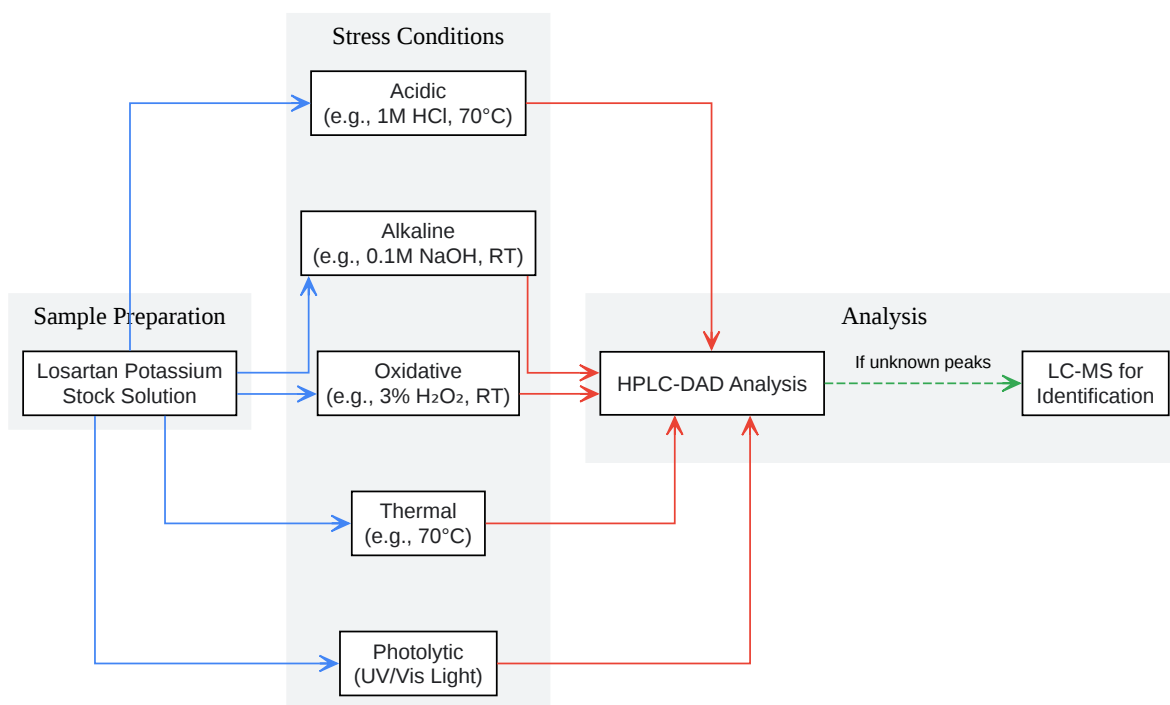 Stress Conditions
Acidic
(e.g., 1M HCl, 70°C)
Alkaline
(e.g., 0.1M NaOH, RT)
Sample Preparation
Losartan Potassium
Stock Solution
Oxidative
(e.g., 3% H₂O₂, RT)
Thermal
(e.g., 70°C)
Photolytic
(UV/Vis Light)
Analysis
HPLC-DAD Analysis
If unknown peaks
LC-MS for
Identification